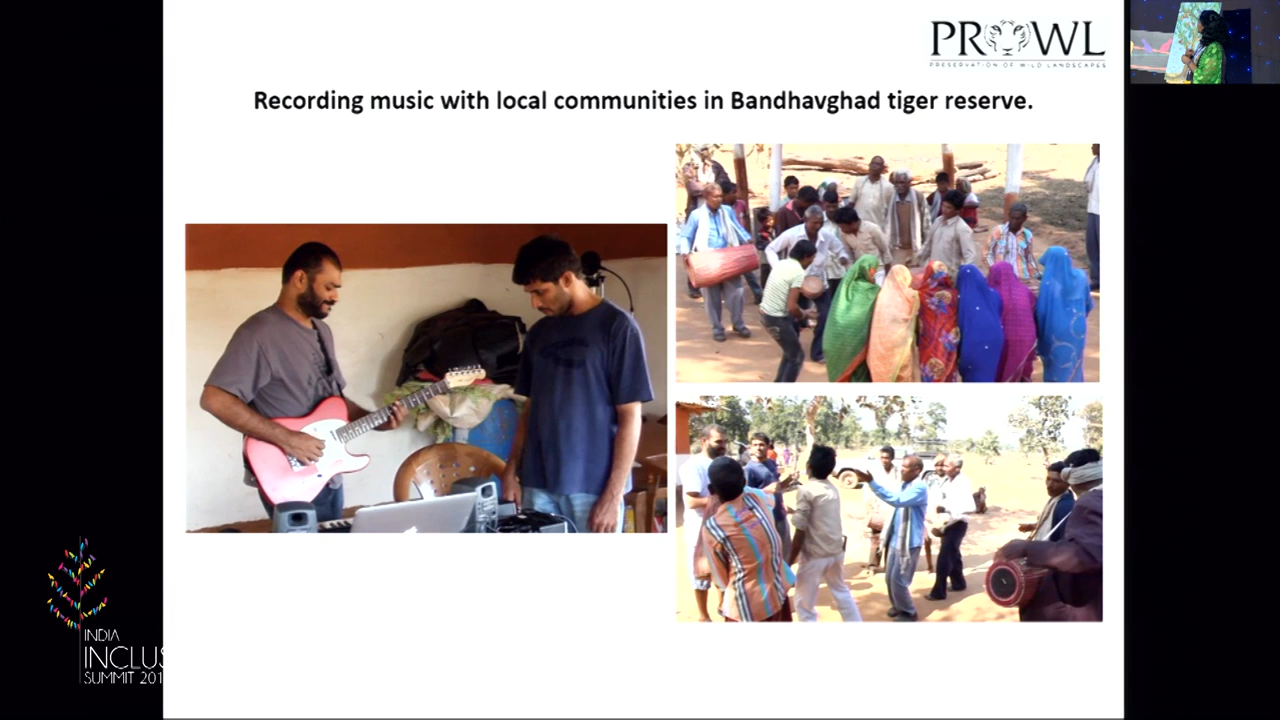 PROWL
PRESERVATION OF WILD LANDSCAPES
Recording music with local communities in Bandhavghad tiger reserve.
INDIA
INCLUS
SUMMIT 201